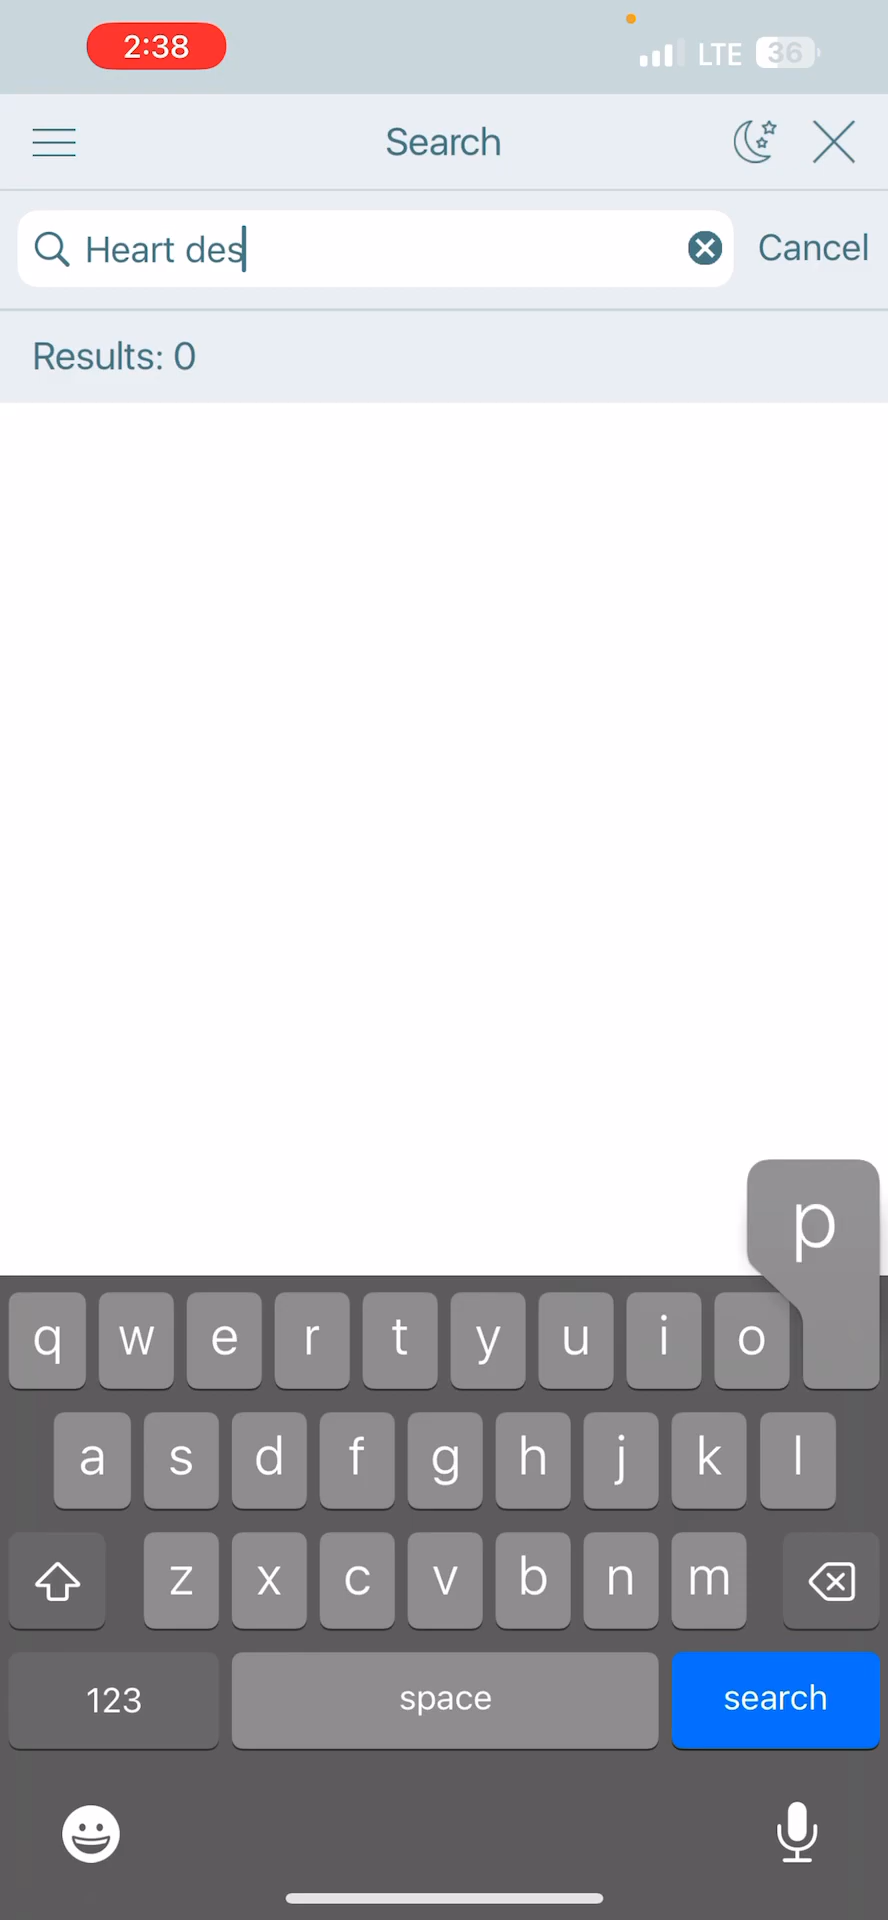 2:38 LTE 36
Search
Heart des Cancel
Results: 0
p
q w e r t y u i o
a s d f g h j k l
z x c v b n m
123 space search